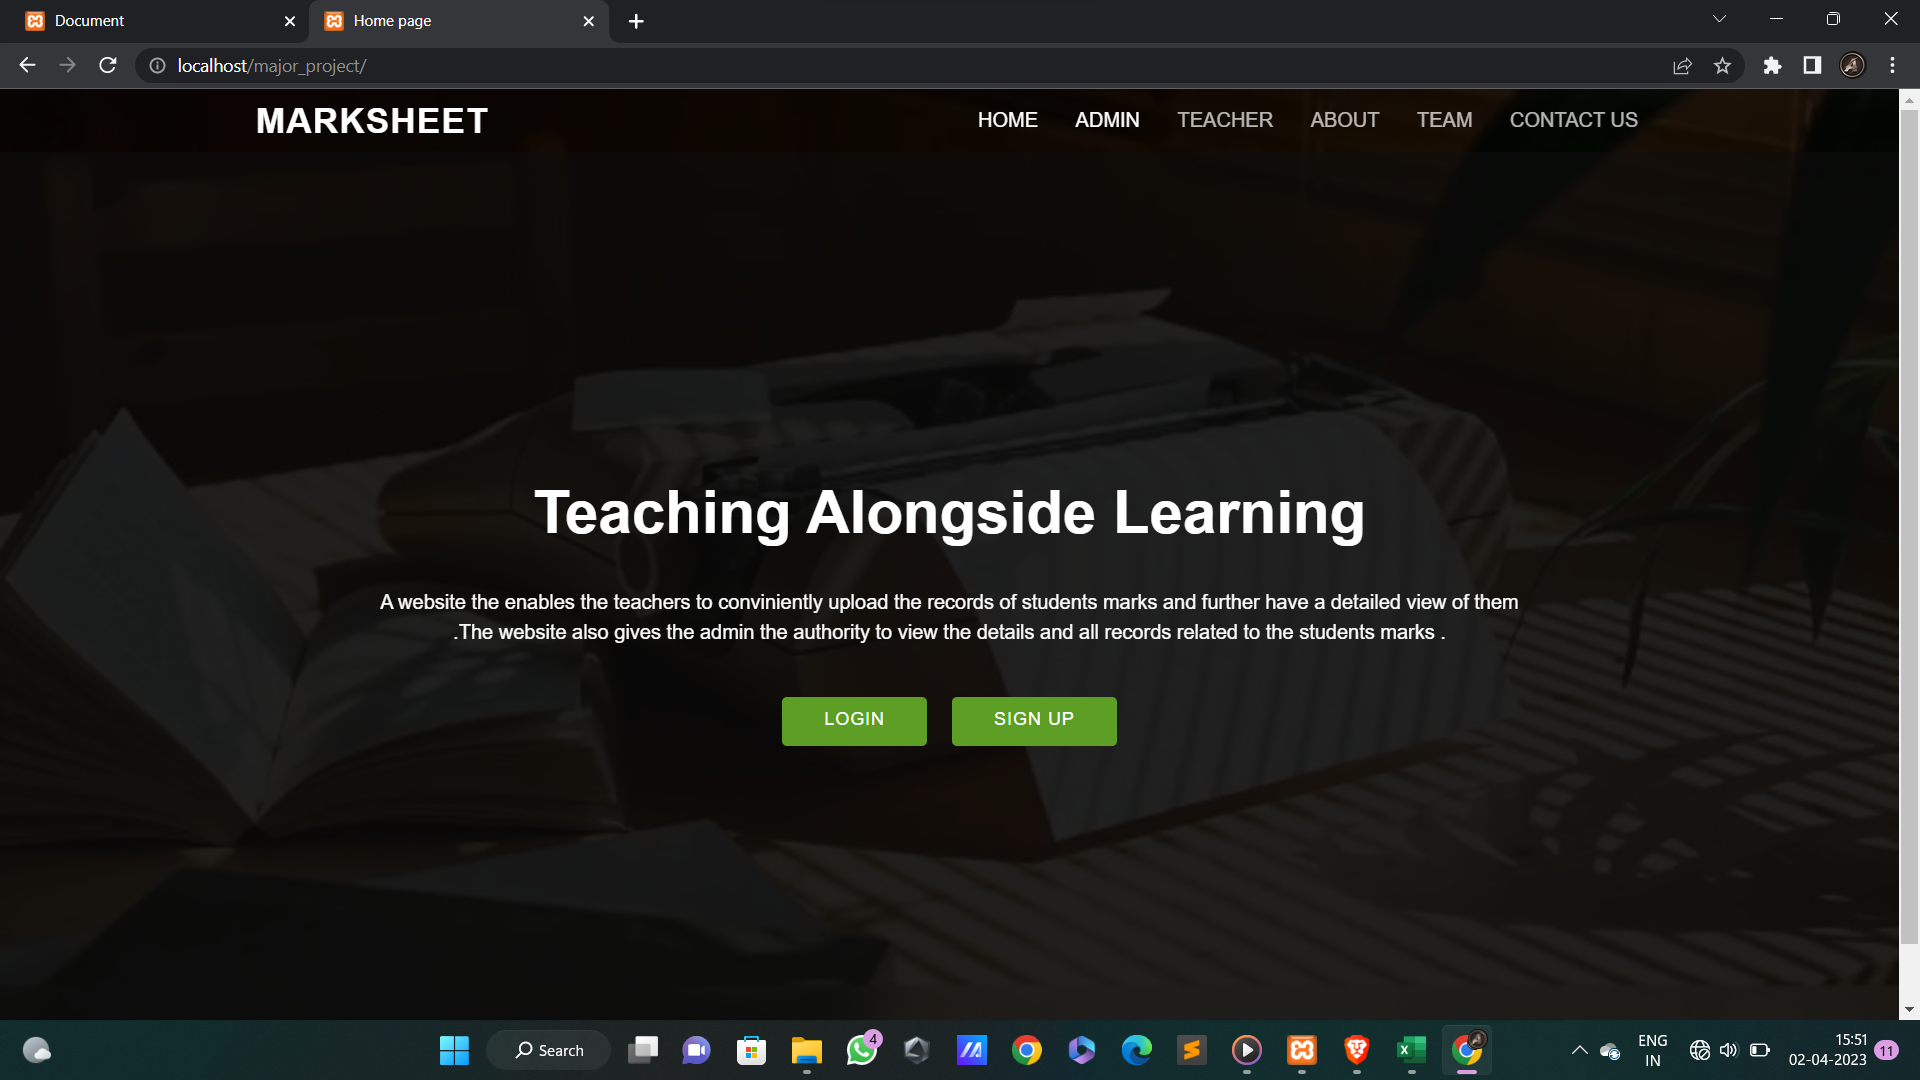 Document
Home page
localhost/major_project/
MARKSHEET
HOME ADMIN TEACHER ABOUT TEAM CONTACT US
Teaching Alongside Learning
A website the enables the teachers to conviniently upload the records of students marks and further have a detailed view of them
.The website also gives the admin the authority to view the details and all records related to the students marks .
LOGIN SIGN UP
Search
4
ENG
IN
15:51
02-04-2023
11